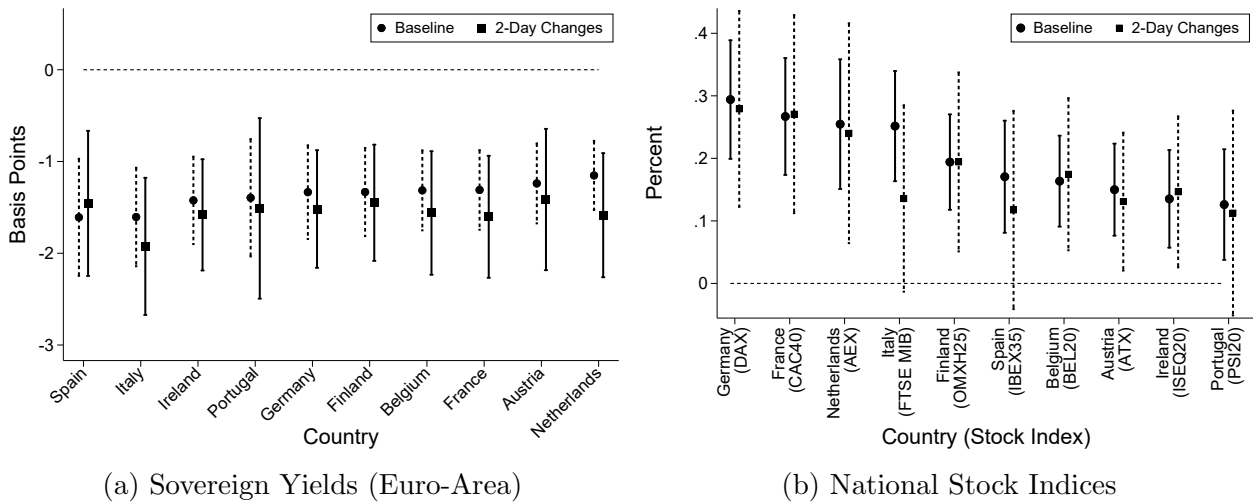 Baseline 2-Day Changes
0
-1
-2
-3
Basis Points
Spain
Italy
Ireland
Portugal
Germany
Finland
Belgium
France
Austria
Netherlands
Country
(a) Sovereign Yields (Euro-Area)
Baseline 2-Day Changes
.4
.3
.2
.1
0
Percent
Germany
(DAX)
France
(CAC40)
Netherlands
(AEX)
Italy
(FTSE MIB)
Finland
(OMXH25)
Spain
(IBEX35)
Belgium
(BEL20)
Austria
(ATX)
Ireland
(ISEQ20)
Portugal
(PSI20)
Country (Stock Index)
(b) National Stock Indices